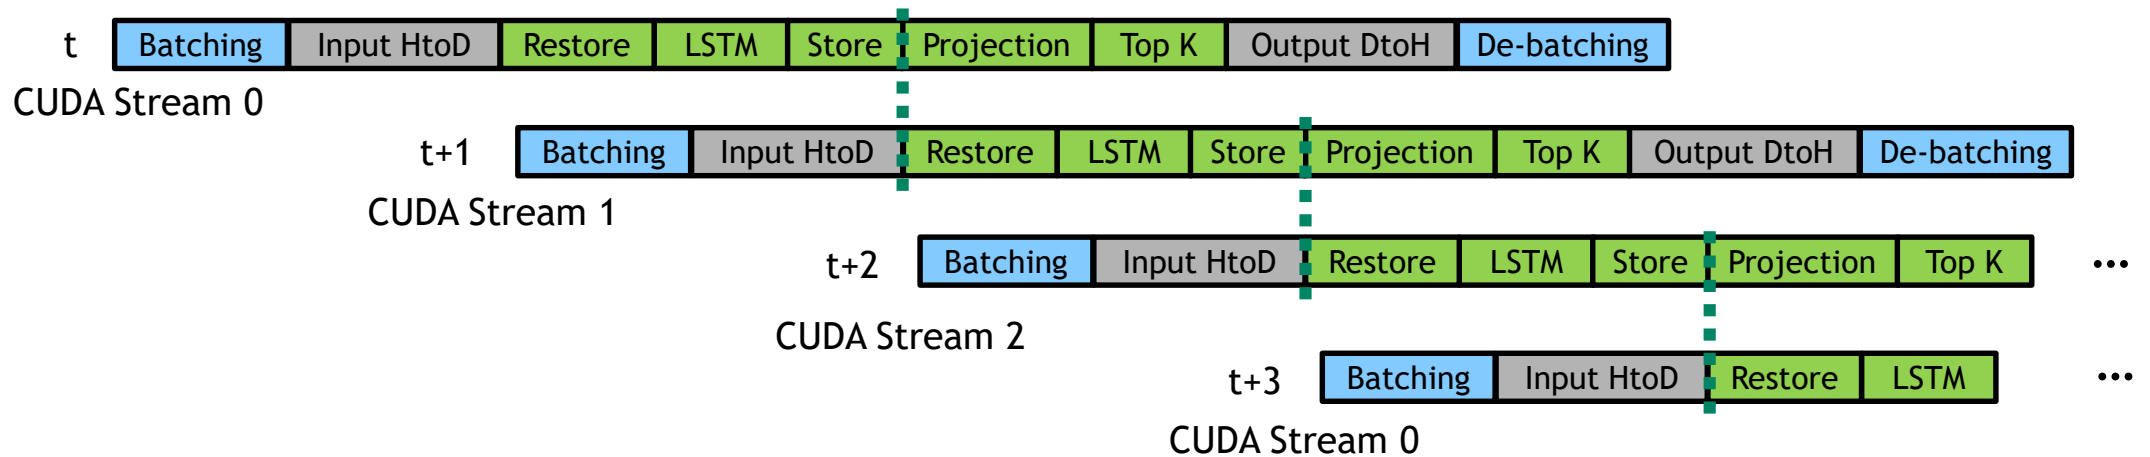 t Batching Input HtoD Restore LSTM Store Projection Top K Output DtoH De-batching
CUDA Stream 0
t+1 Batching Input HtoD Restore LSTM Store Projection Top K Output DtoH De-batching
CUDA Stream 1
t+2 Batching Input HtoD Restore LSTM Store Projection Top K ...
CUDA Stream 2
t+3 Batching Input HtoD Restore LSTM ...
CUDA Stream 0